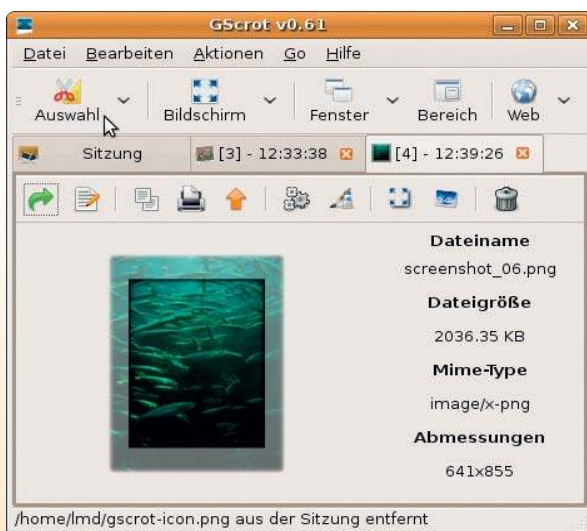 GScrot v0.61
Datei Bearbeiten Aktionen Go Hilfe
Auswahl Bildschirm Fenster Bereich Web
Sitzung [3] - 12:33:38 [4] - 12:39:26
Dateiname
screenshot_06.png
Dateigröße
2036.35 KB
Mime-Type
image/x-png
Abmessungen
641x855
/home/lmd/gscrot-icon.png aus der Sitzung entfernt